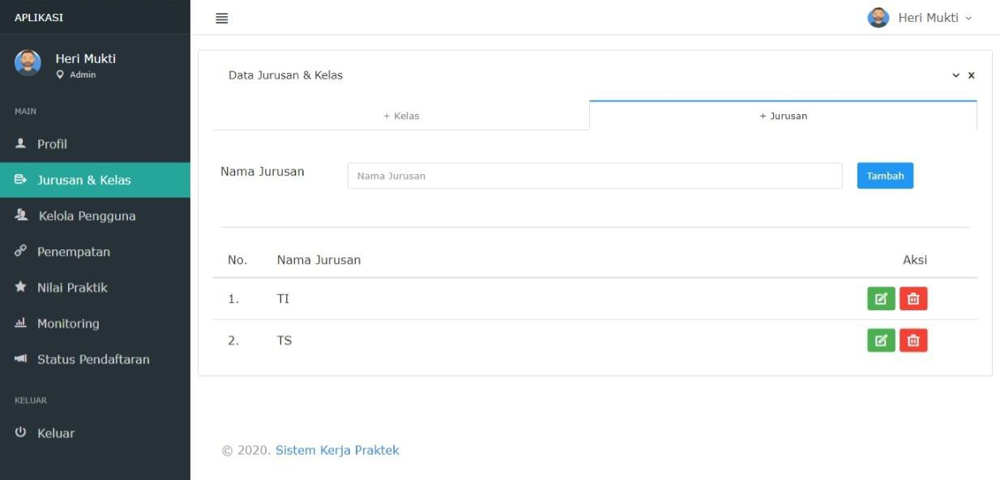 APLIKASI
Heri Mukti
Heri Mukti
Admin
MAIN
Profil
Jurusan & Kelas
Kelola Pengguna
Penempatan
Nilai Praktik
Monitoring
Status Pendaftaran
KELUAR
Keluar
Data Jurusan & Kelas
+ Kelas
+ Jurusan
Nama Jurusan
Nama Jurusan
Tambah
No. Nama Jurusan Aksi
1. TI
2. TS
© 2020. Sistem Kerja Praktek